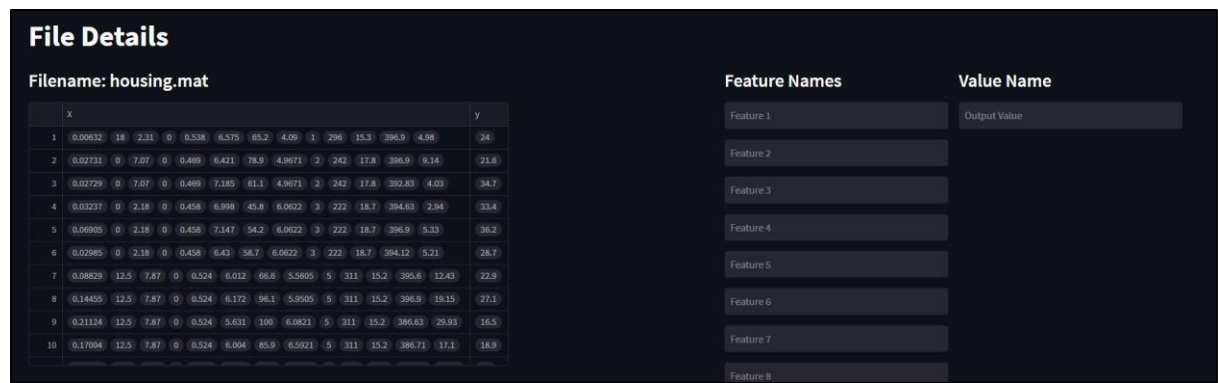 File Details
Filename: housing.mat
X y
1 0.00632 18 2.31 0 0.538 6.575 65.2 4.09 1 296 15.3 396.9 4.98 24
2 0.02731 0 7.07 0 0.469 6.421 78.9 4.9671 2 242 17.8 396.9 9.14 21.6
3 0.02729 0 7.07 0 0.469 7.185 61.1 4.9671 2 242 17.8 392.83 4.03 34.7
4 0.03237 0 2.18 0 0.458 6.998 45.8 6.0622 3 222 18.7 394.63 2.94 33.4
5 0.06905 0 2.18 0 0.458 7.147 54.2 6.0622 3 222 18.7 396.9 5.33 36.2
6 0.02985 0 2.18 0 0.458 6.43 58.7 6.0622 3 222 18.7 394.12 5.21 28.7
7 0.08829 12.5 7.87 0 0.524 6.012 66.6 5.5605 5 311 15.2 395.6 12.43 22.9
8 0.14455 12.5 7.87 0 0.524 6.172 96.1 5.9505 5 311 15.2 396.9 19.15 27.1
9 0.21124 12.5 7.87 0 0.524 5.631 100 6.0821 5 311 15.2 386.63 29.93 16.5
10 0.17004 12.5 7.87 0 0.524 6.004 85.9 6.5921 5 311 15.2 386.71 17.1 18.9
Feature Names
Feature 1
Feature 2
Feature 3
Feature 4
Feature 5
Feature 6
Feature 7
Feature 8
Value Name
Output Value